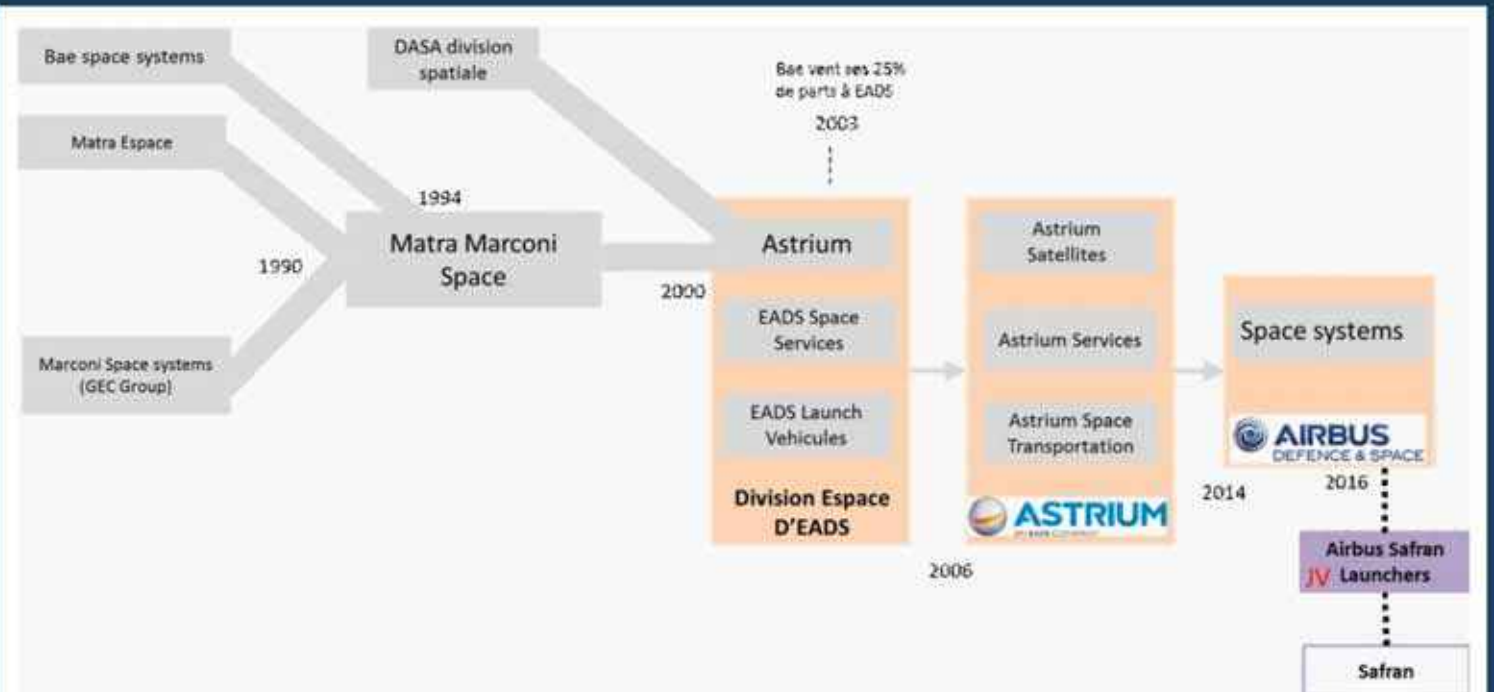 Bae space systems
DASA division
spatiale
Bae vent ses 25%
de parts à EADS
2003
Matra Espace
1994
Matra Marconi
Space
1990
2000
Marconi Space systems
(GEC Group)
Astrium
EADS Space
Services
EADS Launch
Vehicules
Division Espace
D'EADS
2006
Astrium
Satellites
Astrium Services
Astrium Space
Transportation
ASTRIUM
2014
Space systems
AIRBUS
DEFENCE & SPACE
2016
Airbus Safran
JV Launchers
Safran